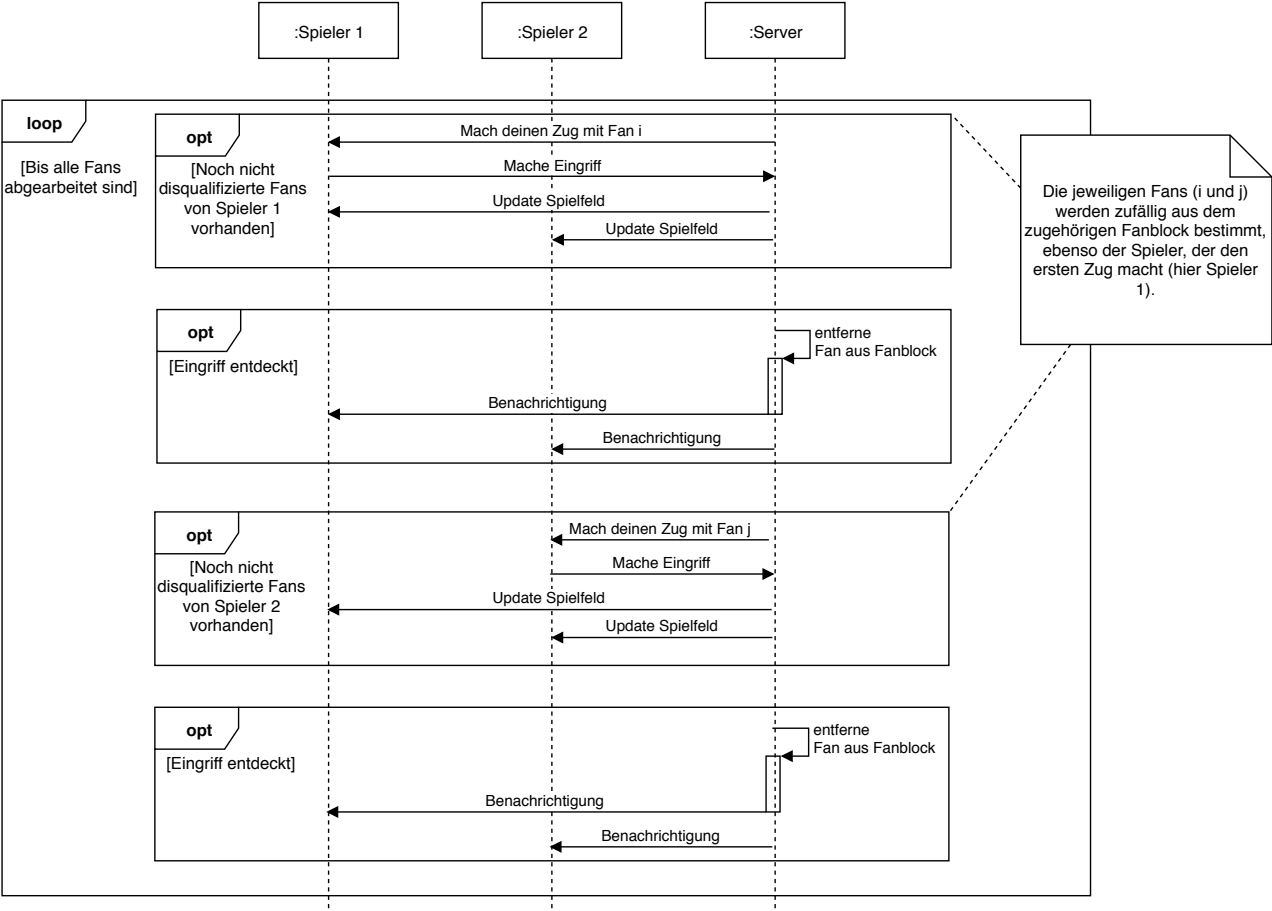 :Spieler 1
:Spieler 2
:Server
loop
[Bis alle Fans
abgearbeitet sind]
opt
[Noch nicht
disqualifizierte Fans
von Spieler 1
vorhanden]
Mach deinen Zug mit Fan i
Mache Eingriff
Update Spielfeld
Update Spielfeld
Die jeweiligen Fans (i und j)
werden zufällig aus dem
zugehörigen Fanblock bestimmt,
ebenso der Spieler, der den
ersten Zug macht (hier Spieler
1).
opt
[Eingriff entdeckt]
entferne
Fan aus Fanblock
Benachrichtigung
Benachrichtigung
opt
[Noch nicht
disqualifizierte Fans
von Spieler 2
vorhanden]
Mach deinen Zug mit Fan j
Mache Eingriff
Update Spielfeld
Update Spielfeld
opt
[Eingriff entdeckt]
entferne
Fan aus Fanblock
Benachrichtigung
Benachrichtigung